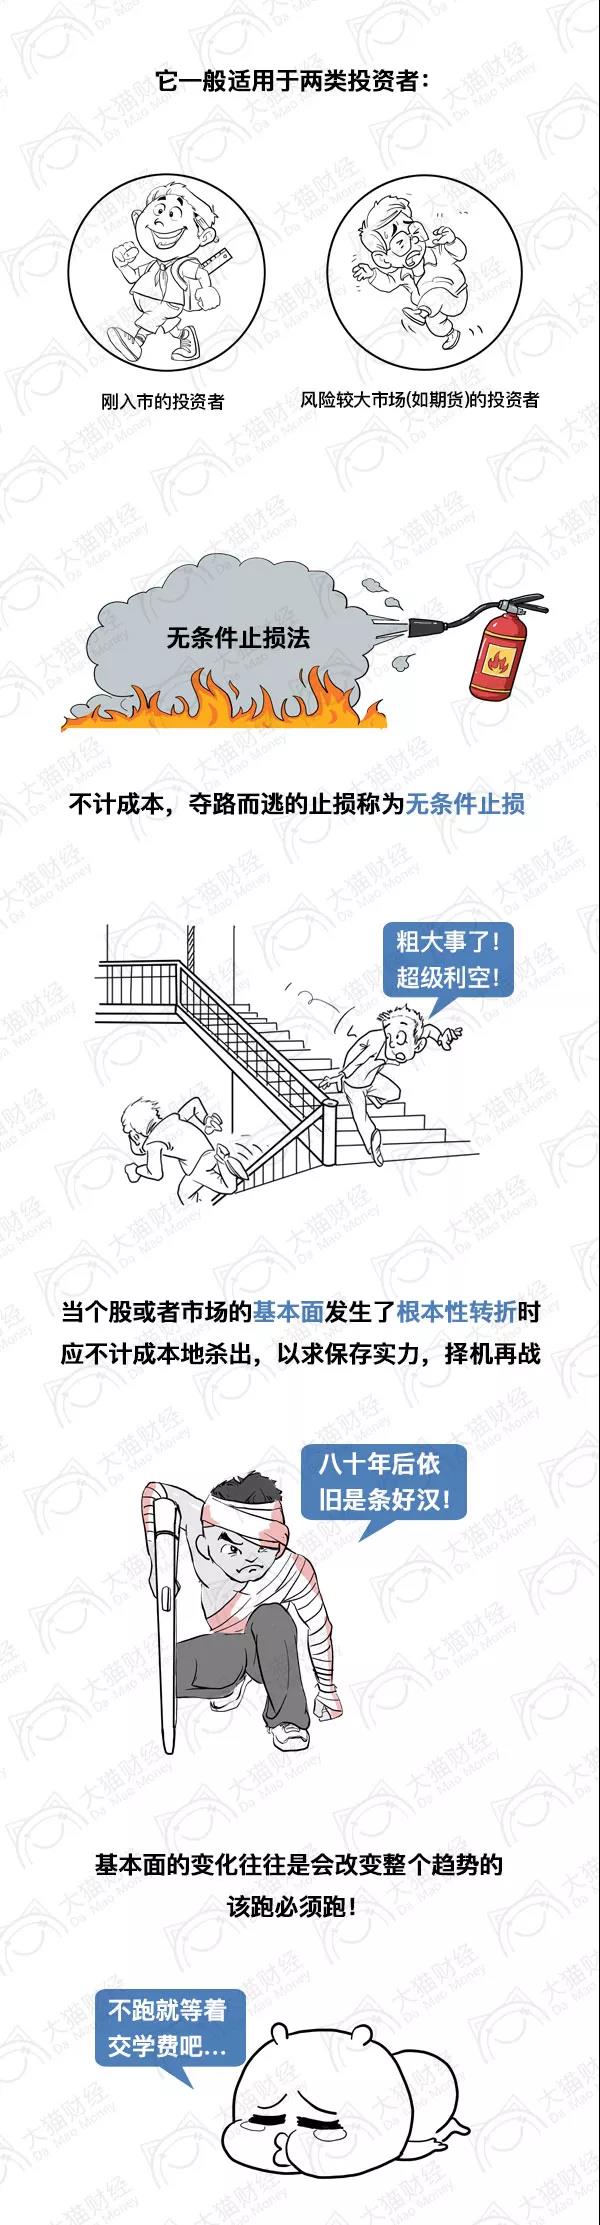 它一般适用于两类投资者：
刚入市的投资者
风险较大市场(如期货)的投资者
无条件止损法
不计成本，夺路而逃的止损称为无条件止损
粗大事了！
超级利空！
当个股或者市场的基本面发生了根本性转折时
应不计成本地杀出，以求保存实力，择机再战
八十年后依
旧是条好汉！
基本面的变化往往是会改变整个趋势的
该跑必须跑！
不跑就等着
交学费吧...
大猫财经
Da Mao Money